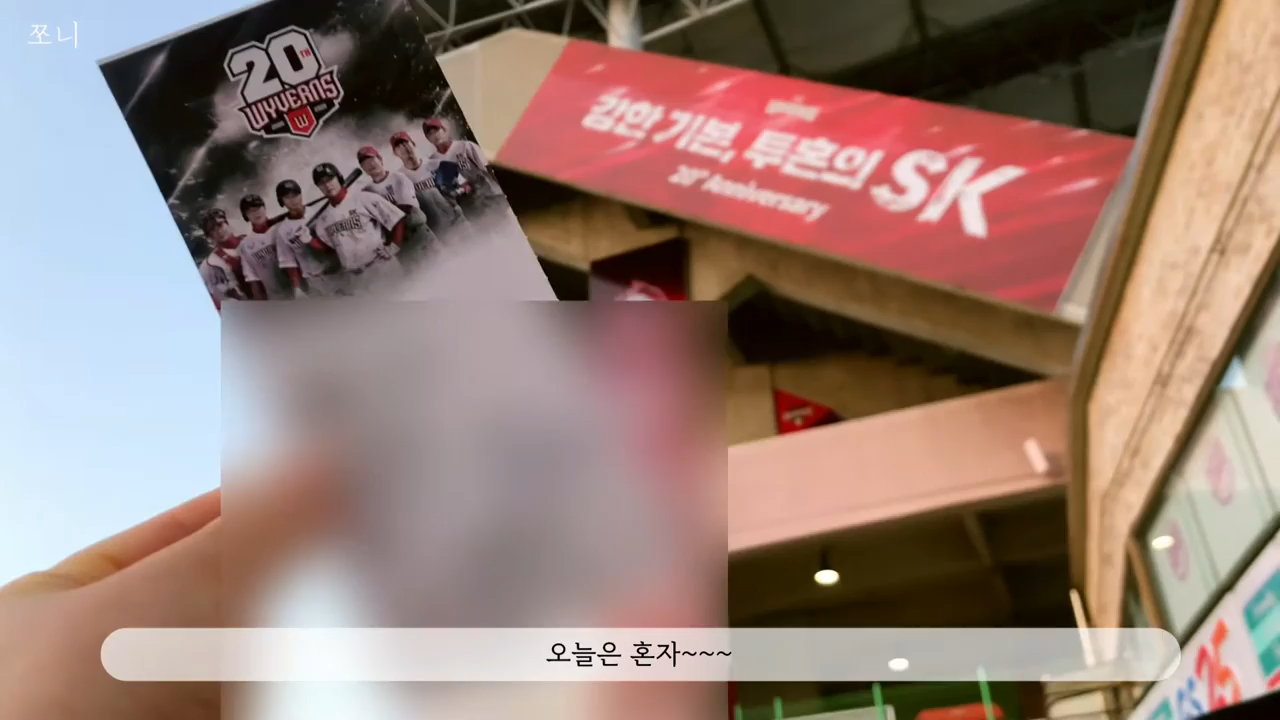 쪼니
20TH
WYVERNS
W
강한 기본, 투혼의 SK
20th Anniversary
GS25
오늘은 혼자~~~